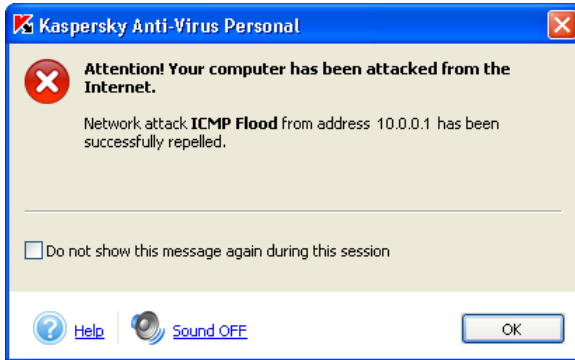 Kaspersky Anti-Virus Personal
Attention! Your computer has been attacked from the
Internet.
Network attack ICMP Flood from address 10.0.0.1 has been
successfully repelled.
Do not show this message again during this session
Help
Sound OFF
OK